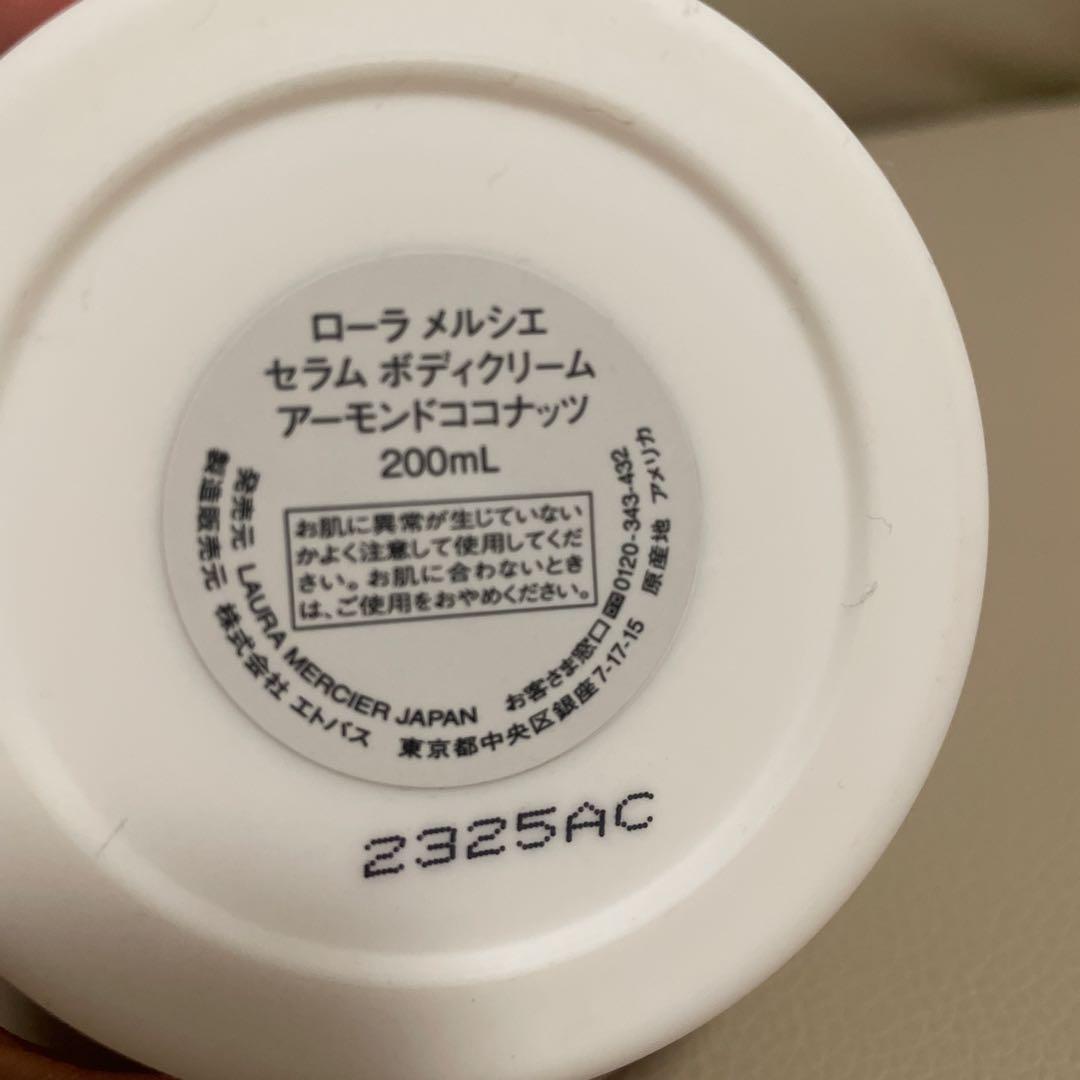 ローラ メルシエ
セラム ボディクリーム
アーモンドココナッツ
200mL
お肌に異常が生じていない
かよく注意して使用してくだ
さい。お肌に合わないとき
は、ご使用をおやめください。
発売元 LAURA MERCIER JAPAN お客さま窓口 0120-343-432
製造販売元 株式会社 エトバス 東京都中央区銀座7-17-15 原産地 アメリカ
2325AC